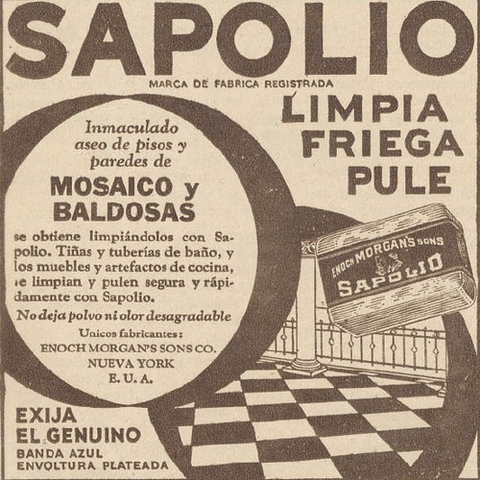 SAPOLIO
MARCA DE FABRICA REGISTRADA
LIMPIA
FRIEGA
PULE
Inmaculado
aseo de pisos y
paredes de
MOSAICO y
BALDOSAS
se obtiene limpiándolos con Sa-
polio. Tiñas y tuberías de baño, y
los muebles y artefactos de cocina,
se limpian y pulen segura y rápi-
damente con Sapolio.
No deja polvo ni olor desagradable
Unicos fabricantes:
ENOCH MORGAN'S SONS CO.
NUEVA YORK
E. U. A.
ENOCH MORGAN'S SONS
SAPOLIO
EXIJA
EL GENUINO
BANDA AZUL
ENVOLTURA PLATEADA